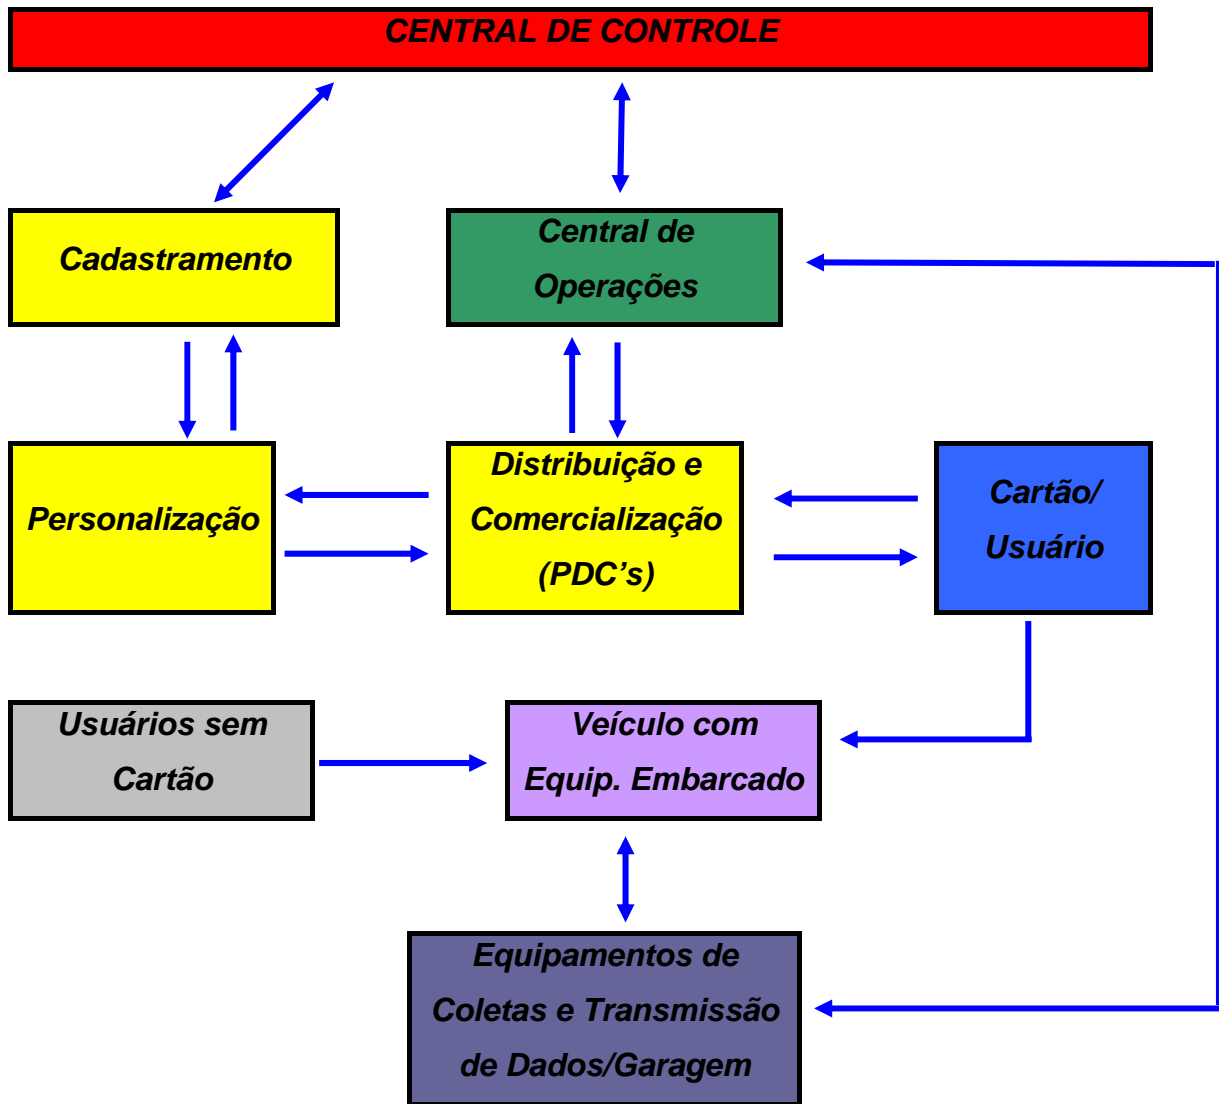 CENTRAL DE CONTROLE
Cadastramento
Central de
Operações
Personalização
Distribuição e
Comercialização
(PDC's)
Cartão/
Usuário
Usuários sem
Cartão
Veículo com
Equip. Embarcado
Equipamentos de
Coletas e Transmissão
de Dados/Garagem